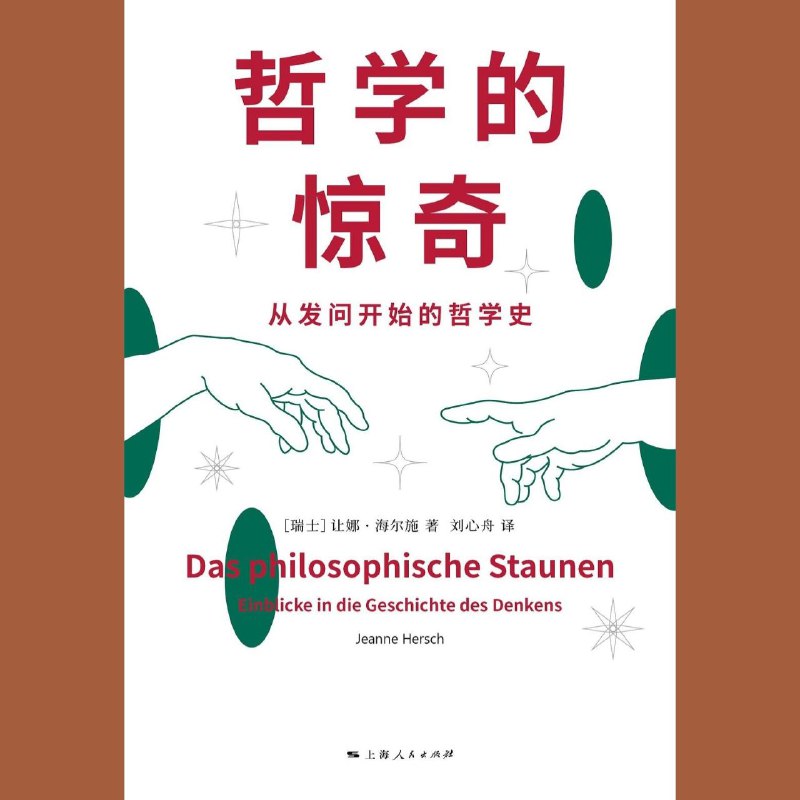 哲学的
惊奇
从发问开始的哲学史
[瑞士]让娜·海尔施 著 刘心舟 译
Das philosophische Staunen
Einblicke in die Geschichte des Denkens
Jeanne Hersch
上海人民出版社